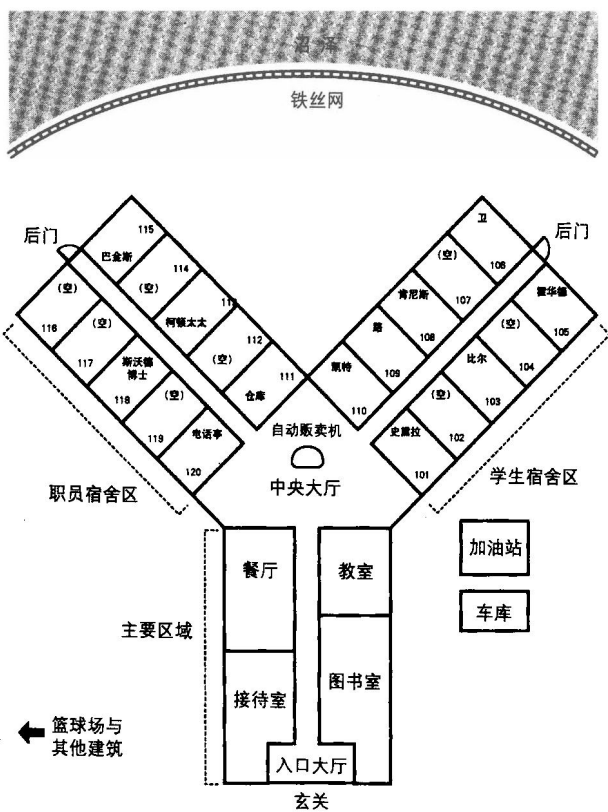 沼泽
铁丝网
后门
后门
115
巴金斯
114
(空)
113
柯顿太太
112
(空)
111
仓库
(空)
116
(空)
117
斯沃德
博士
118
(空)
119
电话亭
120
职员宿舍区
卫
106
(空)
107
肯尼斯
108
路
109
凯特
110
霍华德
105
(空)
104
比尔
103
(空)
102
史黛拉
101
学生宿舍区
自动贩卖机
中央大厅
加油站
车库
餐厅
教室
主要区域
接待室
图书室
篮球场与
其他建筑
入口大厅
玄关